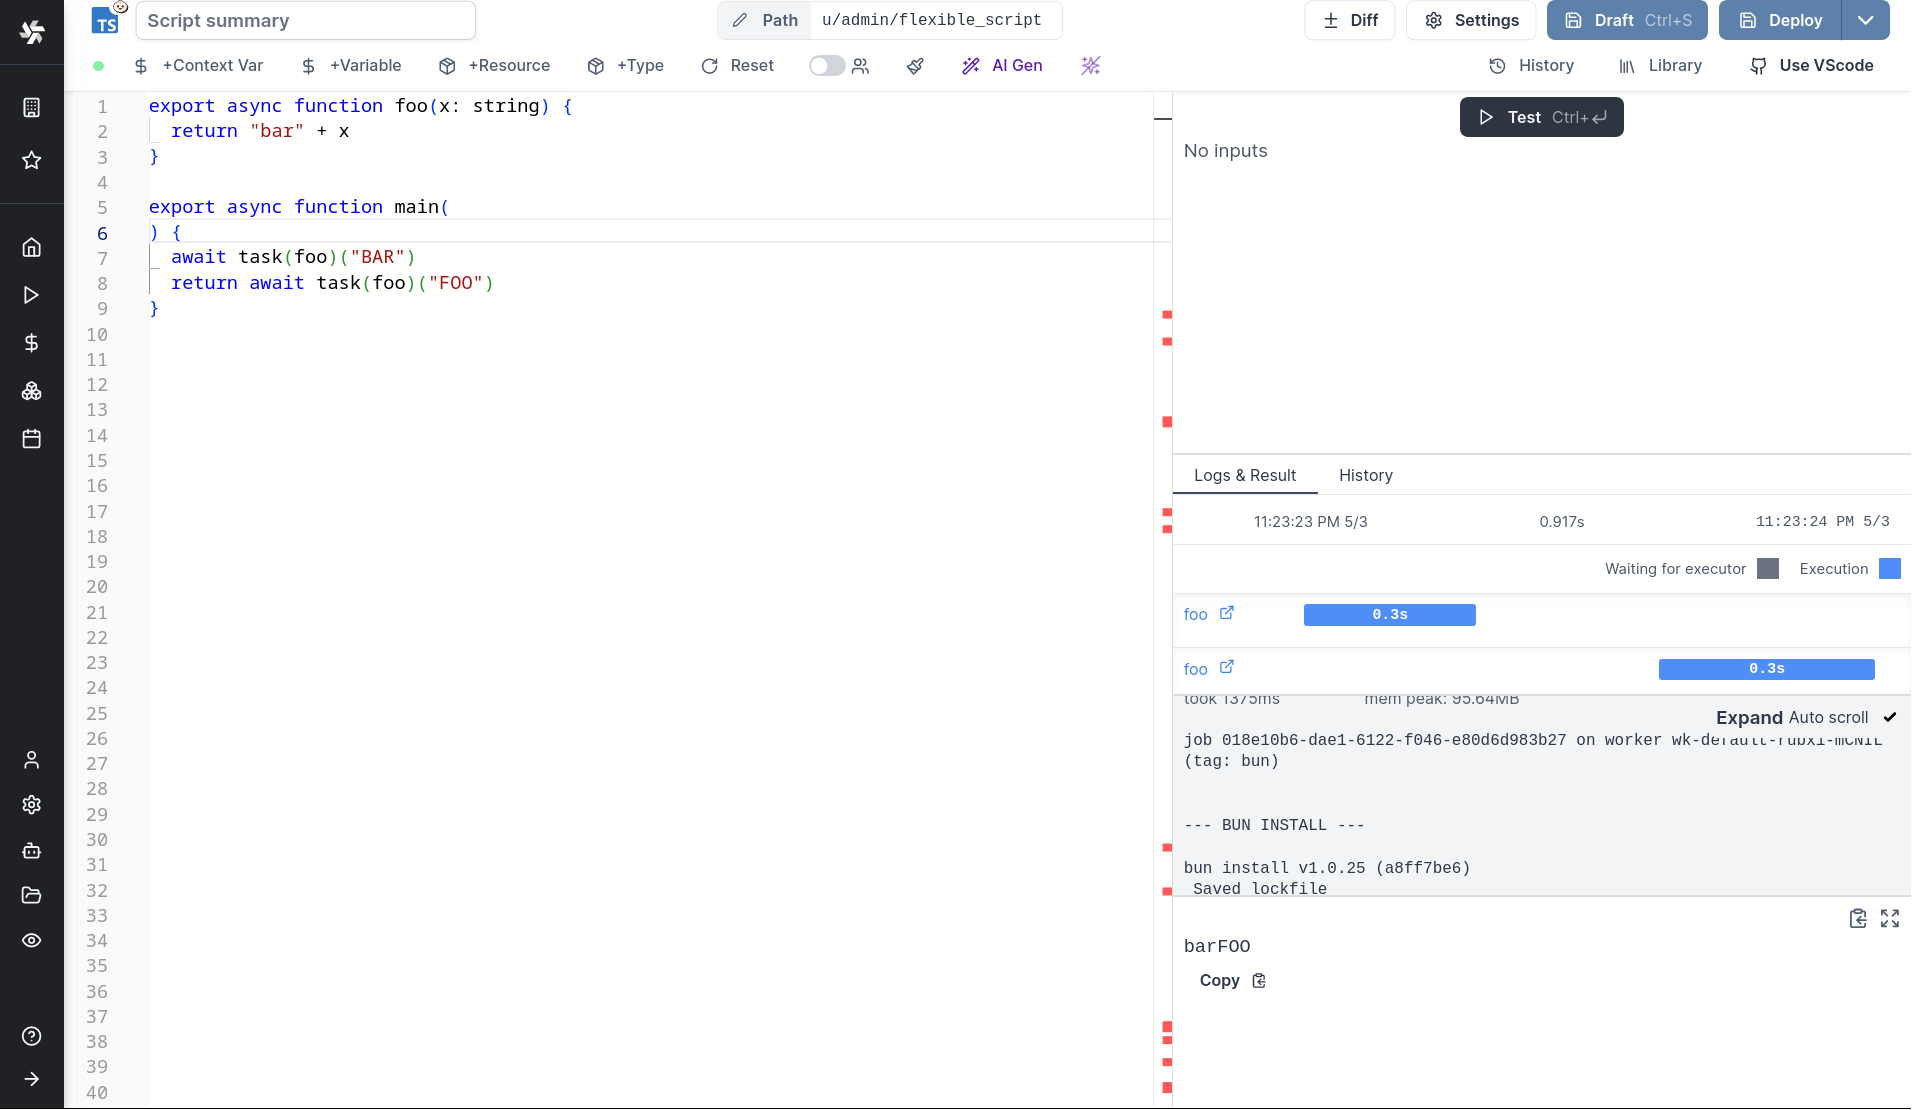 TS
Script summary
Path u/admin/flexible_script
Diff
Settings
Draft Ctrl+S
Deploy
+Context Var
+Variable
+Resource
+Type
Reset
AI Gen
History
Library
Use VScode
1 export async function foo(x: string) {
2 return "bar" + x
3 }
4
5 export async function main(
6 ) {
7 await task(foo)("BAR")
8 return await task(foo)("FOO")
9 }
10
11
12
13
14
15
16
17
18
19
20
21
22
23
24
25
26
27
28
29
30
31
32
33
34
35
36
37
38
39
40
Test Ctrl+
No inputs
Logs & Result
History
11:23:23 PM 5/3 0.917s 11:23:24 PM 5/3
Waiting for executor Execution
foo 0.3s
foo 0.3s
took 1375ms mem peak: 95.64MB
Expand Auto scroll
job 018e10b6-dae1-6122-f046-e80d6d983b27 on worker
(tag: bun)
--- BUN INSTALL ---
bun install v1.0.25 (a8ff7be6)
Saved lockfile
barFOO
Copy